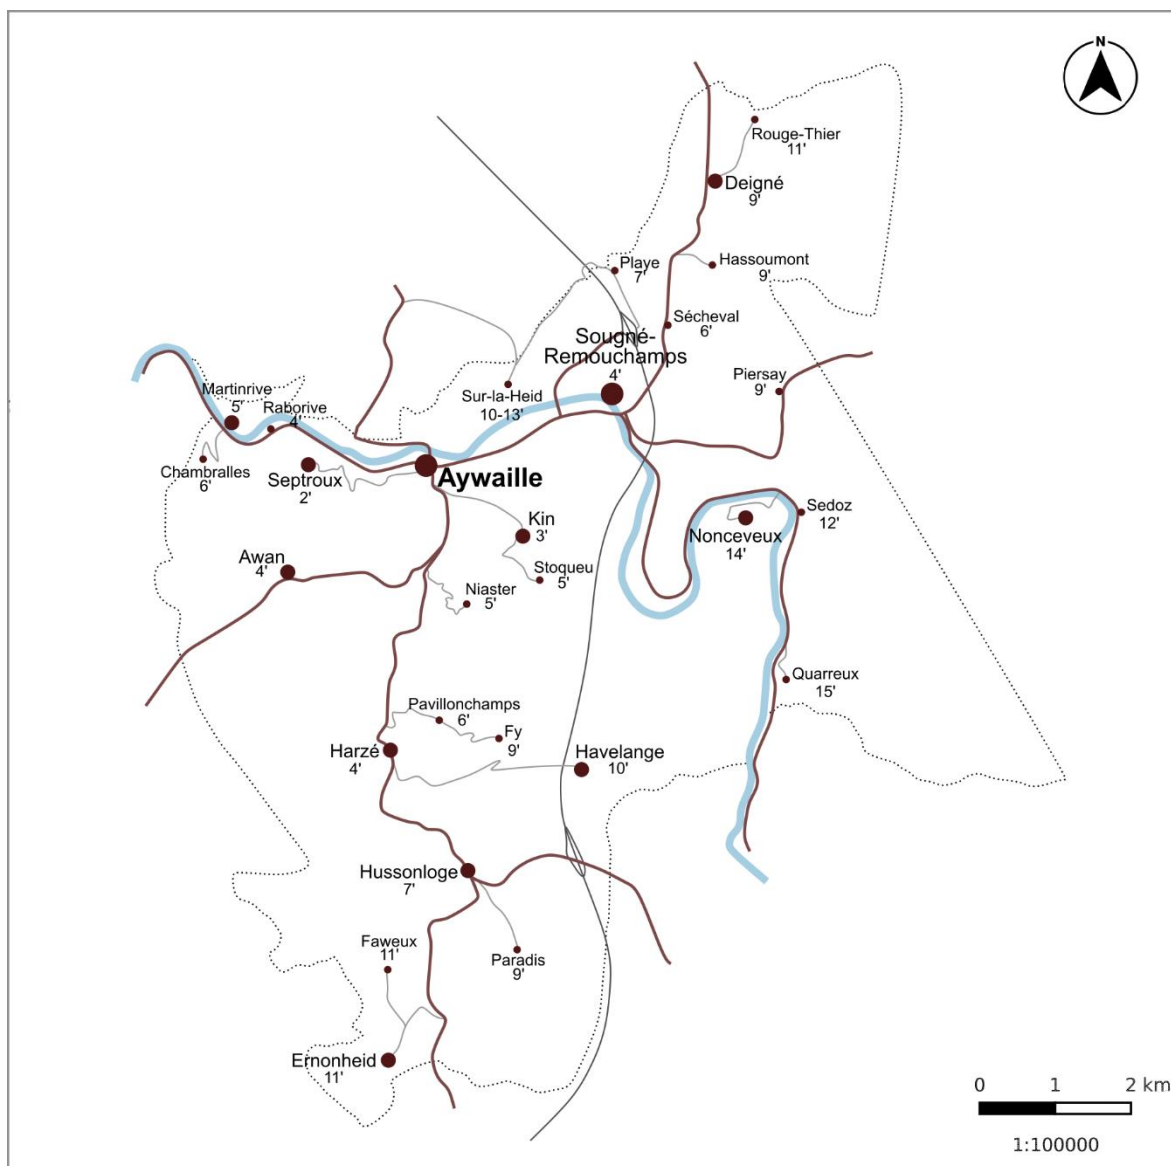 N
Rouge-Thier
11'
Deigné
9'
Hassoumont
9'
Playe
7'
Sécheval
6'
Sougné-
Remouchamps
4'
Piersay
9'
Sur-la-Heid
10-13'
Martinrive
5'
Raborive
4'
Chambralles
6'
Septroux
2'
Aywaille
Kin
3'
Sedoz
12'
Nonceveux
14'
Awan
4'
Stoqueu
5'
Niaster
5'
Quarreux
15'
Pavillonchamps
6'
Fy
9'
Harzé
4'
Havelange
10'
Hussonloge
7'
Faweux
11'
Paradis
9'
Ernonheid
11'
0 1 2 km
1:100000